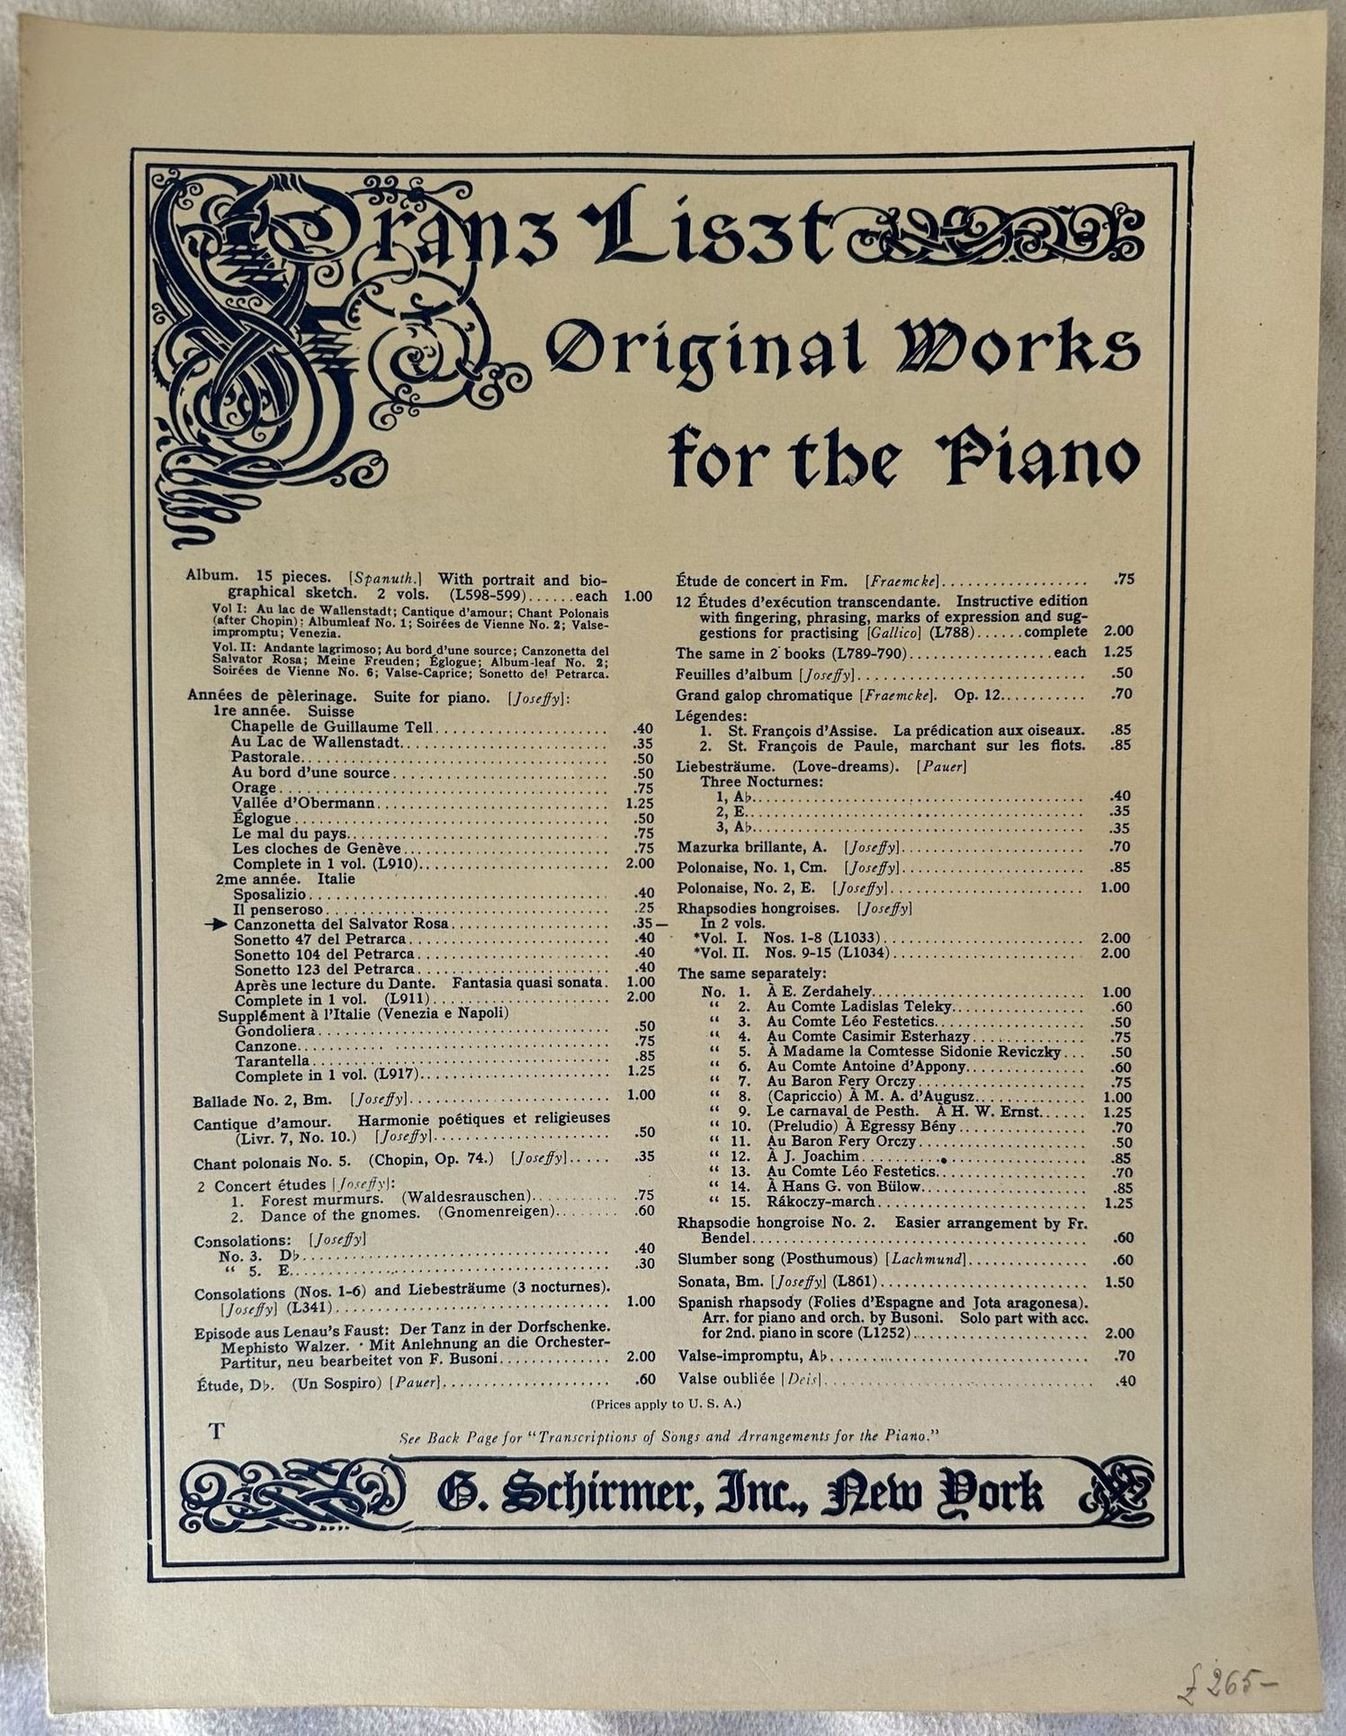 Franz Liszt
Original Works
for the Piano
Album. 15 pieces. [Spanuth.] With portrait and bio-
graphical sketch. 2 vols. (L598-599)......each 1.00
Vol I: Au lac de Wallenstadt; Cantique d'amour; Chant Polonais
(after Chopin); Albumleaf No. 1; Soirées de Vienne No. 2; Valse-
impromptu; Venezia.
Vol. II: Andante lagrimoso; Au bord d'une source; Canzonetta del
Salvator Rosa; Meine Freuden; Églogue; Album-leaf No. 2;
Soirées de Vienne No. 6; Valse-Caprice; Sonetto del Petrarca.
Années de pèlerinage. Suite for piano. [Joseffy]:
1re année. Suisse
Chapelle de Guillaume Tell.................... .40
Au Lac de Wallenstadt.................... .35
Pastorale.................... .50
Au bord d'une source.................... .50
Orage.................... .75
Vallée d'Obermann.................... 1.25
Églogue.................... .50
Le mal du pays.................... .75
Les cloches de Genève.................... .75
Complete in 1 vol. (L910).................... 2.00
2me année. Italie
Sposalizio.................... .40
Il penseroso.................... .25
Canzonetta del Salvator Rosa.................... .35—
Sonetto 47 del Petrarca.................... .40
Sonetto 104 del Petrarca.................... .40
Sonetto 123 del Petrarca.................... .40
Après une lecture du Dante. Fantasia quasi sonata. 1.00
Complete in 1 vol. (L911).................... 2.00
Supplément à l'Italie (Venezia e Napoli)
Gondoliera.................... .50
Canzone.................... .75
Tarantella.................... .85
Complete in 1 vol. (L917).................... 1.25
Ballade No. 2, Bm. [Joseffy].................... 1.00
Cantique d'amour. Harmonie poétiques et religieuses
(Livr. 7, No. 10.) [Joseffy].................... .50
Chant polonais No. 5. (Chopin, Op. 74.) [Joseffy]..... .35
2 Concert études [Joseffy]:
1. Forest murmurs. (Waldesrauschen).......... .75
2. Dance of the gnomes. (Gnomenreigen)........ .60
Consolations: [Joseffy]
No. 3. D♭.................... .40
“ 5. E.................... .30
Consolations (Nos. 1-6) and Liebesträume (3 nocturnes).
[Joseffy] (L341).................... 1.00
Episode aus Lenau's Faust: Der Tanz in der Dorfschenke.
Mephisto Walzer. Mit Anlehnung an die Orchester-
Partitur, neu bearbeitet von F. Busoni.............. 2.00
Étude, D♭. (Un Sospiro) [Pauer].................... .60
Étude de concert in Fm. [Fraemcke].................. .75
12 Études d'exécution transcendante. Instructive edition
with fingering, phrasing, marks of expression and sug-
gestions for practising [Gallico] (L788)......complete 2.00
The same in 2 books (L789-790)...................each 1.25
Feuilles d'album [Joseffy].................... .50
Grand galop chromatique [Fraemcke]. Op. 12.......... .70
Légendes:
1. St. François d'Assise. La prédication aux oiseaux. .85
2. St. François de Paule, marchant sur les flots. .85
Liebesträume. (Love-dreams). [Pauer]
Three Nocturnes:
1, A♭.................... .40
2, E.................... .35
3, A♭.................... .35
Mazurka brillante, A. [Joseffy].................... .70
Polonaise, No. 1, Cm. [Joseffy].................... .85
Polonaise, No. 2, E. [Joseffy].................... 1.00
Rhapsodies hongroises. [Joseffy]
In 2 vols.
*Vol. I. Nos. 1-8 (L1033).................... 2.00
*Vol. II. Nos. 9-15 (L1034).................... 2.00
The same separately:
No. 1. À E. Zerdahely.................... 1.00
“ 2. Au Comte Ladislas Teleky.................... .60
“ 3. Au Comte Léo Festetics.................... .50
“ 4. Au Comte Casimir Esterhazy.................... .75
“ 5. À Madame la Comtesse Sidonie Reviczky... .50
“ 6. Au Comte Antoine d'Appony.................... .60
“ 7. Au Baron Fery Orczy.................... .75
“ 8. (Capriccio) À M. A. d'Augusz.................... 1.00
“ 9. Le carnaval de Pesth. À H. W. Ernst...... 1.25
“ 10. (Preludio) À Egressy Bény.................... .70
“ 11. Au Baron Fery Orczy.................... .50
“ 12. À J. Joachim.................... .85
“ 13. Au Comte Léo Festetics.................... .70
“ 14. À Hans G. von Bülow.................... .85
“ 15. Rákoczy-march.................... 1.25
Rhapsodie hongroise No. 2. Easier arrangement by Fr.
Bendel.................... .60
Slumber song (Posthumous) [Lachmund].............. .60
Sonata, Bm. [Joseffy] (L861).................... 1.50
Spanish rhapsody (Folies d'Espagne and Jota aragonesa).
Arr. for piano and orch. by Busoni. Solo part with acc.
for 2nd. piano in score (L1252).................... 2.00
Valse-impromptu, A♭.................... .70
Valse oubliée [Deis].................... .40
(Prices apply to U. S. A.)
T
See Back Page for “Transcriptions of Songs and Arrangements for the Piano.”
G. Schirmer, Inc., New York
£ 265-